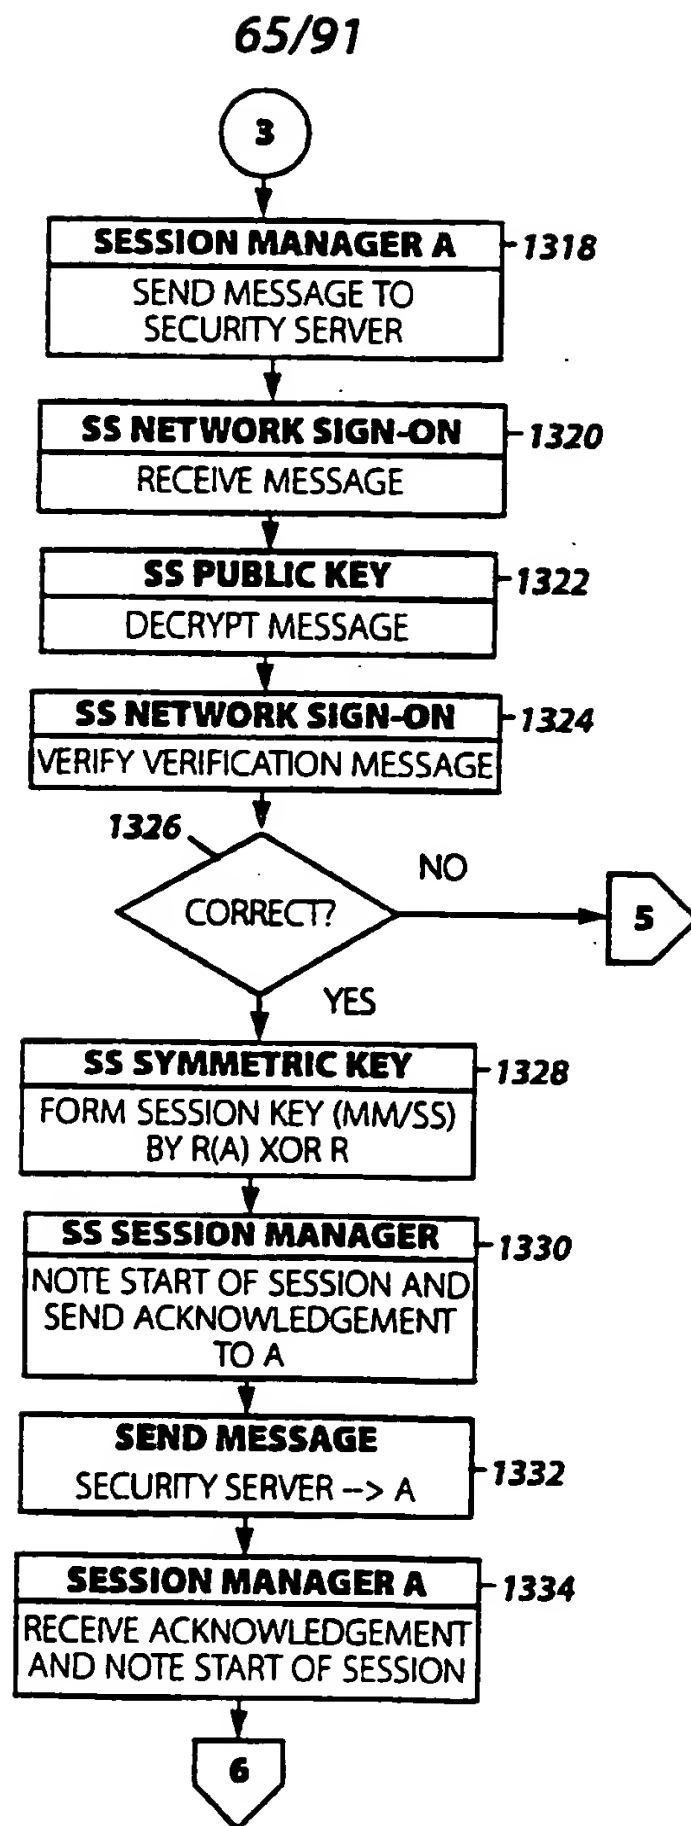 65/91
3
SESSION MANAGER A
1318
SEND MESSAGE TO
SECURITY SERVER
SS NETWORK SIGN-ON
1320
RECEIVE MESSAGE
SS PUBLIC KEY
1322
DECRYPT MESSAGE
SS NETWORK SIGN-ON
1324
VERIFY VERIFICATION MESSAGE
1326
NO
CORRECT?
5
YES
SS SYMMETRIC KEY
1328
FORM SESSION KEY (MM/SS)
BY R(A) XOR R
SS SESSION MANAGER
1330
NOTE START OF SESSION AND
SEND ACKNOWLEDGEMENT
TO A
SEND MESSAGE
1332
SECURITY SERVER --> A
SESSION MANAGER A
1334
RECEIVE ACKNOWLEDGEMENT
AND NOTE START OF SESSION
6